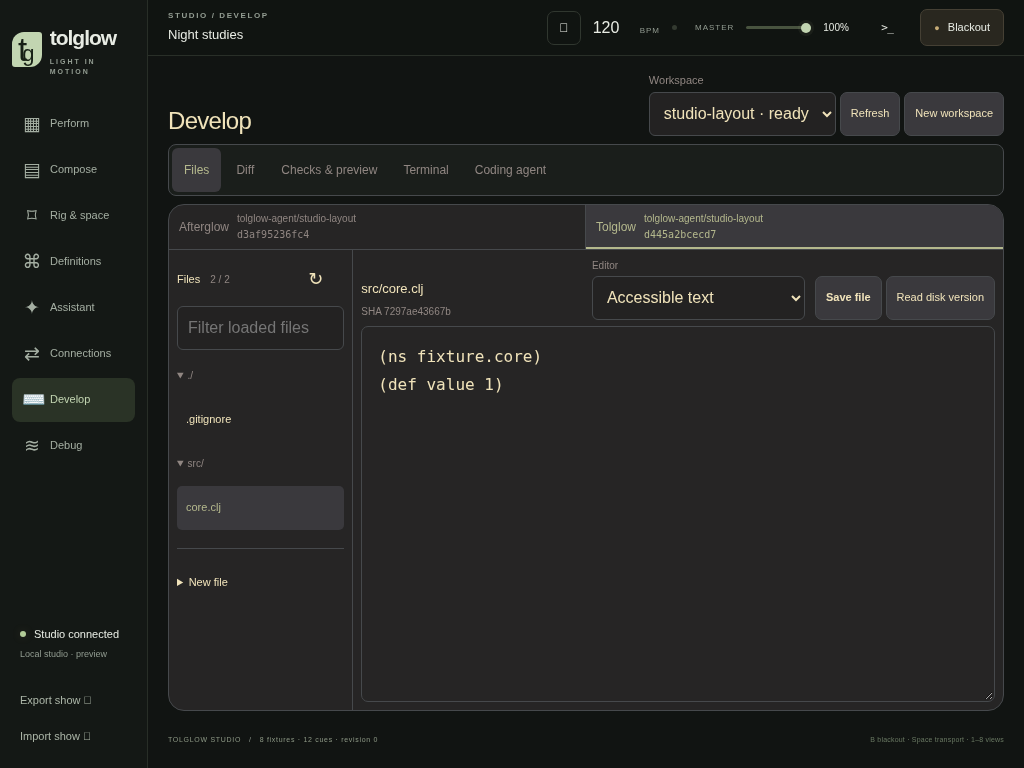 tg tolglow
LIGHT IN
MOTION
Perform
Compose
Rig & space
Definitions
Assistant
Connections
Develop
Debug
Studio connected
Local studio · preview
Export show
Import show
STUDIO / DEVELOP
Night studies
120 BPM
MASTER 100%
>_
Blackout
Develop
Workspace
studio-layout · ready
Refresh
New workspace
Files
Diff
Checks & preview
Terminal
Coding agent
Afterglow
tolglow-agent/studio-layout
d3af95236fc4
Tolglow
tolglow-agent/studio-layout
d445a2bcecd7
Files 2 / 2 ↻
Filter loaded files
▾ ./
.gitignore
▾ src/
core.clj
▸ New file
src/core.clj
SHA 7297ae43667b
Editor
Accessible text
Save file
Read disk version
(ns fixture.core)
(def value 1)
TOLGLOW STUDIO / 8 fixtures · 12 cues · revision 0
B blackout · Space transport · 1–8 views